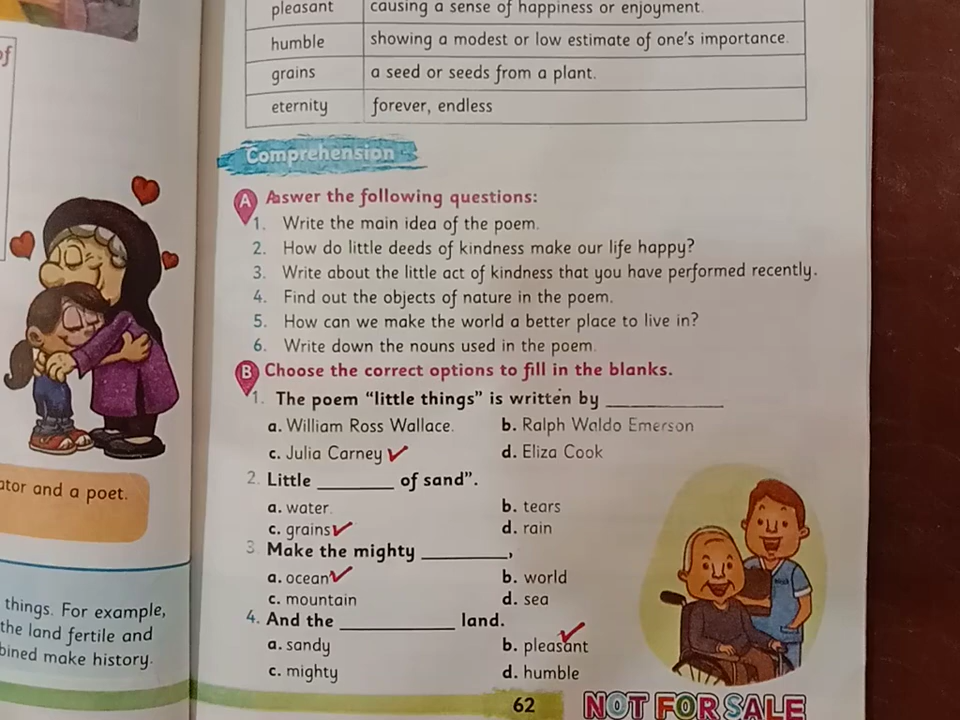 of
pleasant causing a sense of happiness or enjoyment.
humble showing a modest or low estimate of one's importance.
grains a seed or seeds from a plant.
eternity forever, endless
Comprehension
A Answer the following questions:
1. Write the main idea of the poem.
2. How do little deeds of kindness make our life happy?
3. Write about the little act of kindness that you have performed recently.
4. Find out the objects of nature in the poem.
5. How can we make the world a better place to live in?
6. Write down the nouns used in the poem.
B Choose the correct options to fill in the blanks.
1. The poem “little things” is written by ____________
a. William Ross Wallace. b. Ralph Waldo Emerson
c. Julia Carney d. Eliza Cook
2. Little ________ of sand”.
a. water. b. tears
c. grains d. rain
3. Make the mighty _________,
a. ocean b. world
c. mountain d. sea
4. And the ____________ land.
a. sandy b. pleasant
c. mighty d. humble
62 NOT FOR SALE
and a poet.
things. For example,
the land fertile and
make history.